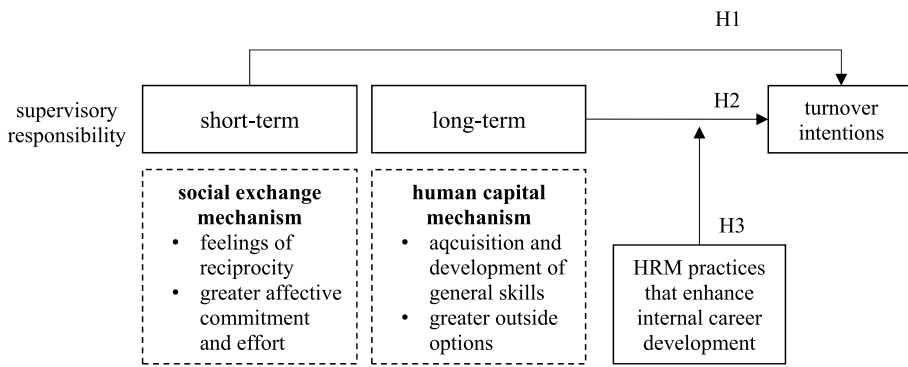 H1
supervisory
responsibility
short-term
long-term
H2
turnover
intentions
social exchange
mechanism
• feelings of
reciprocity
• greater affective
commitment
and effort
human capital
mechanism
• aqcuisition and
development of
general skills
• greater outside
options
H3
HRM practices
that enhance
internal career
development